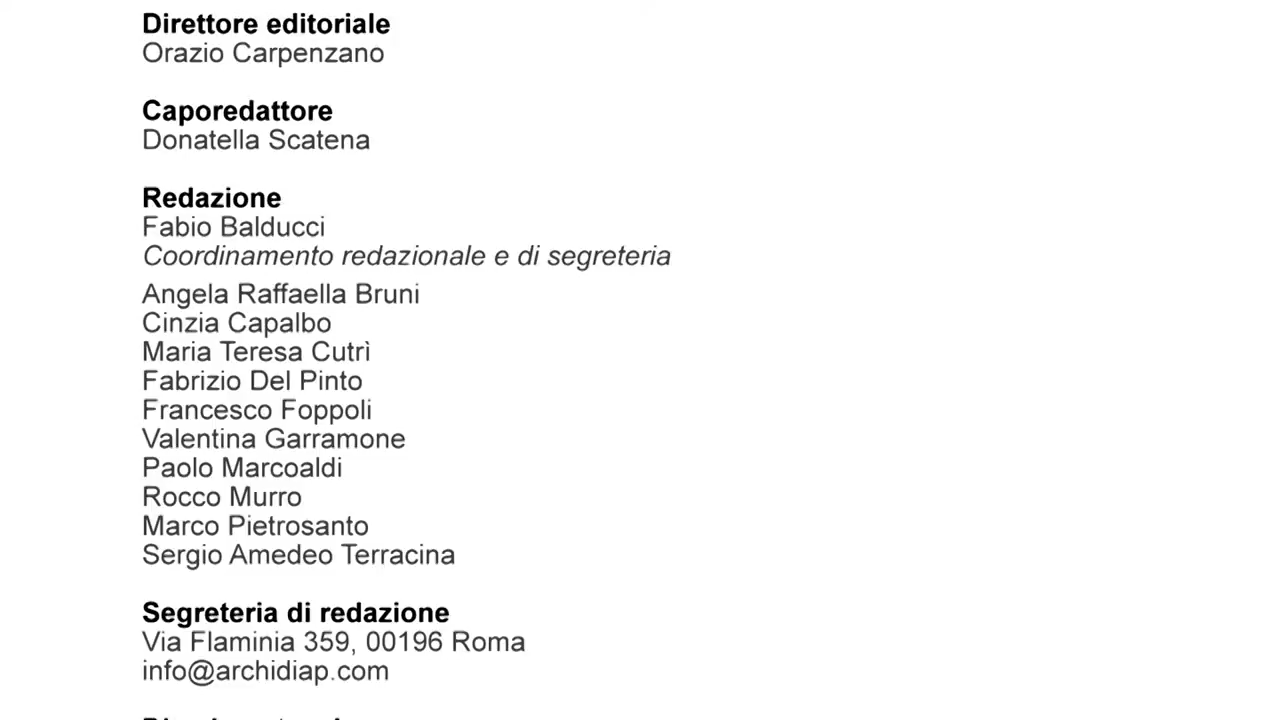 Direttore editoriale
Orazio Carpenzano
Caporedattore
Donatella Scatena
Redazione
Fabio Balducci
Coordinamento redazionale e di segreteria
Angela Raffaella Bruni
Cinzia Capalbo
Maria Teresa Cutrì
Fabrizio Del Pinto
Francesco Foppoli
Valentina Garramone
Paolo Marcoaldi
Rocco Murro
Marco Pietrosanto
Sergio Amedeo Terracina
Segreteria di redazione
Via Flaminia 359, 00196 Roma
info@archidiap.com